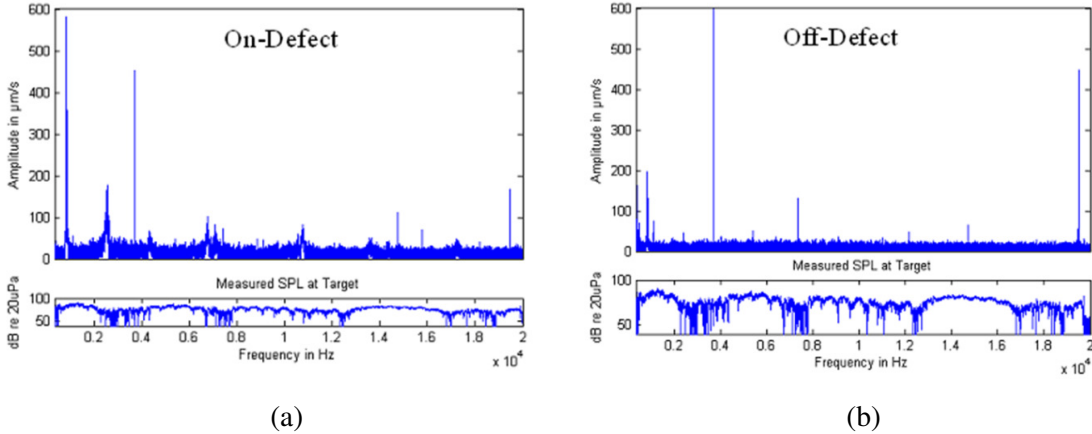 600
500
400
300
200
100
0
Amplitude in µm/s
On-Defect
Measured SPL at Target
100
50
dB re 20uPa
0.2 0.4 0.6 0.8 1 1.2 1.4 1.6 1.8 2
Frequency in Hz
x 10^4
(a)
600
500
400
300
200
100
0
Amplitude in µm/s
Off-Defect
Measured SPL at Target
100
50
dB re 20uPa
0.2 0.4 0.6 0.8 1 1.2 1.4 1.6 1.8 2
Frequency in Hz
x 10^4
(b)